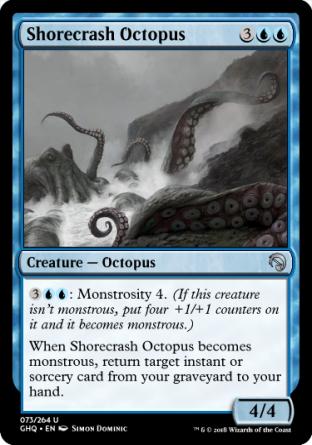 Shorecrash Octopus 3
Creature — Octopus
3: Monstrosity 4. (If this creature
isn't monstrous, put four +1/+1 counters on
it and it becomes monstrous.)
When Shorecrash Octopus becomes
monstrous, return target instant or
sorcery card from your graveyard to your
hand.
4/4
073/264 U
GHQ • EN Simon Dominic
™ & © 2018 Wizards of the Coast